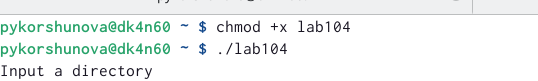 pykorshunova@dk4n60 ~ $ chmod +x lab104
pykorshunova@dk4n60 ~ $ ./lab104
Input a directory